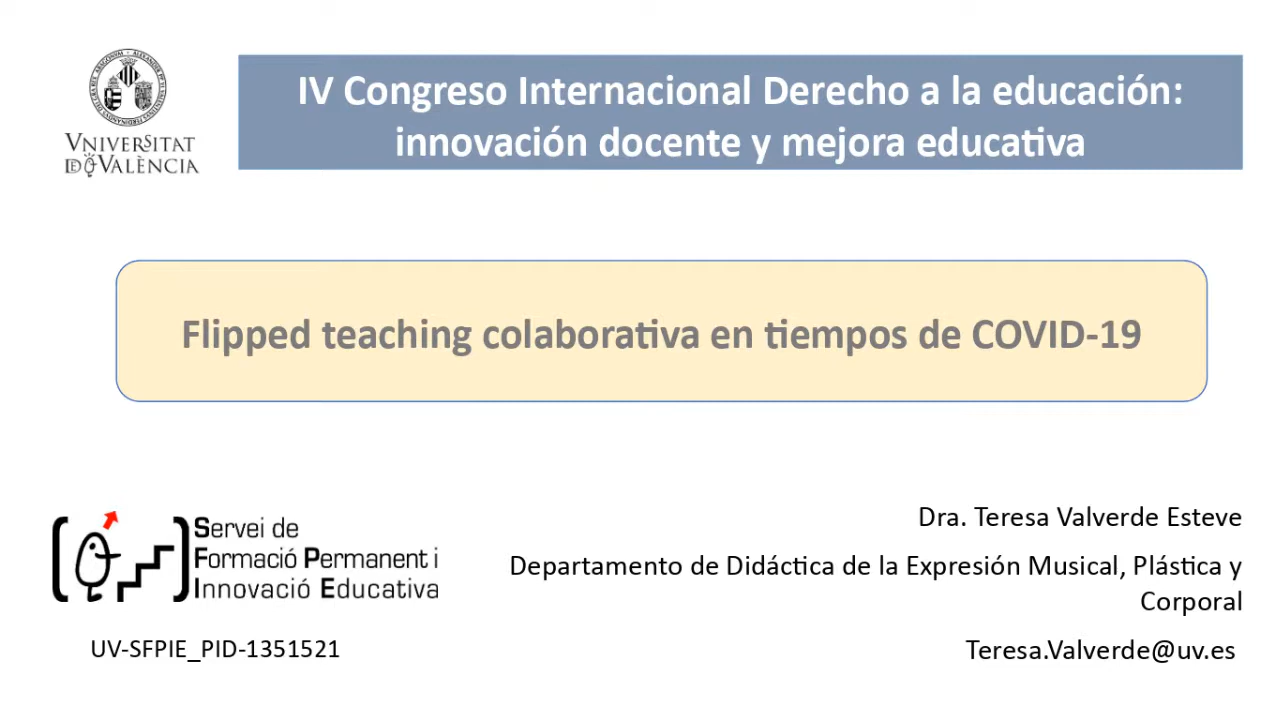 IV Congreso Internacional Derecho a la educación:
innovación docente y mejora educativa
VNIVERSITAT
DE VALÈNCIA
Flipped teaching colaborativa en tiempos de COVID-19
Servei de
Formació Permanent i
Innovació Educativa
UV-SFPIE_PID-1351521
Dra. Teresa Valverde Esteve
Departamento de Didáctica de la Expresión Musical, Plástica y
Corporal
Teresa.Valverde@uv.es